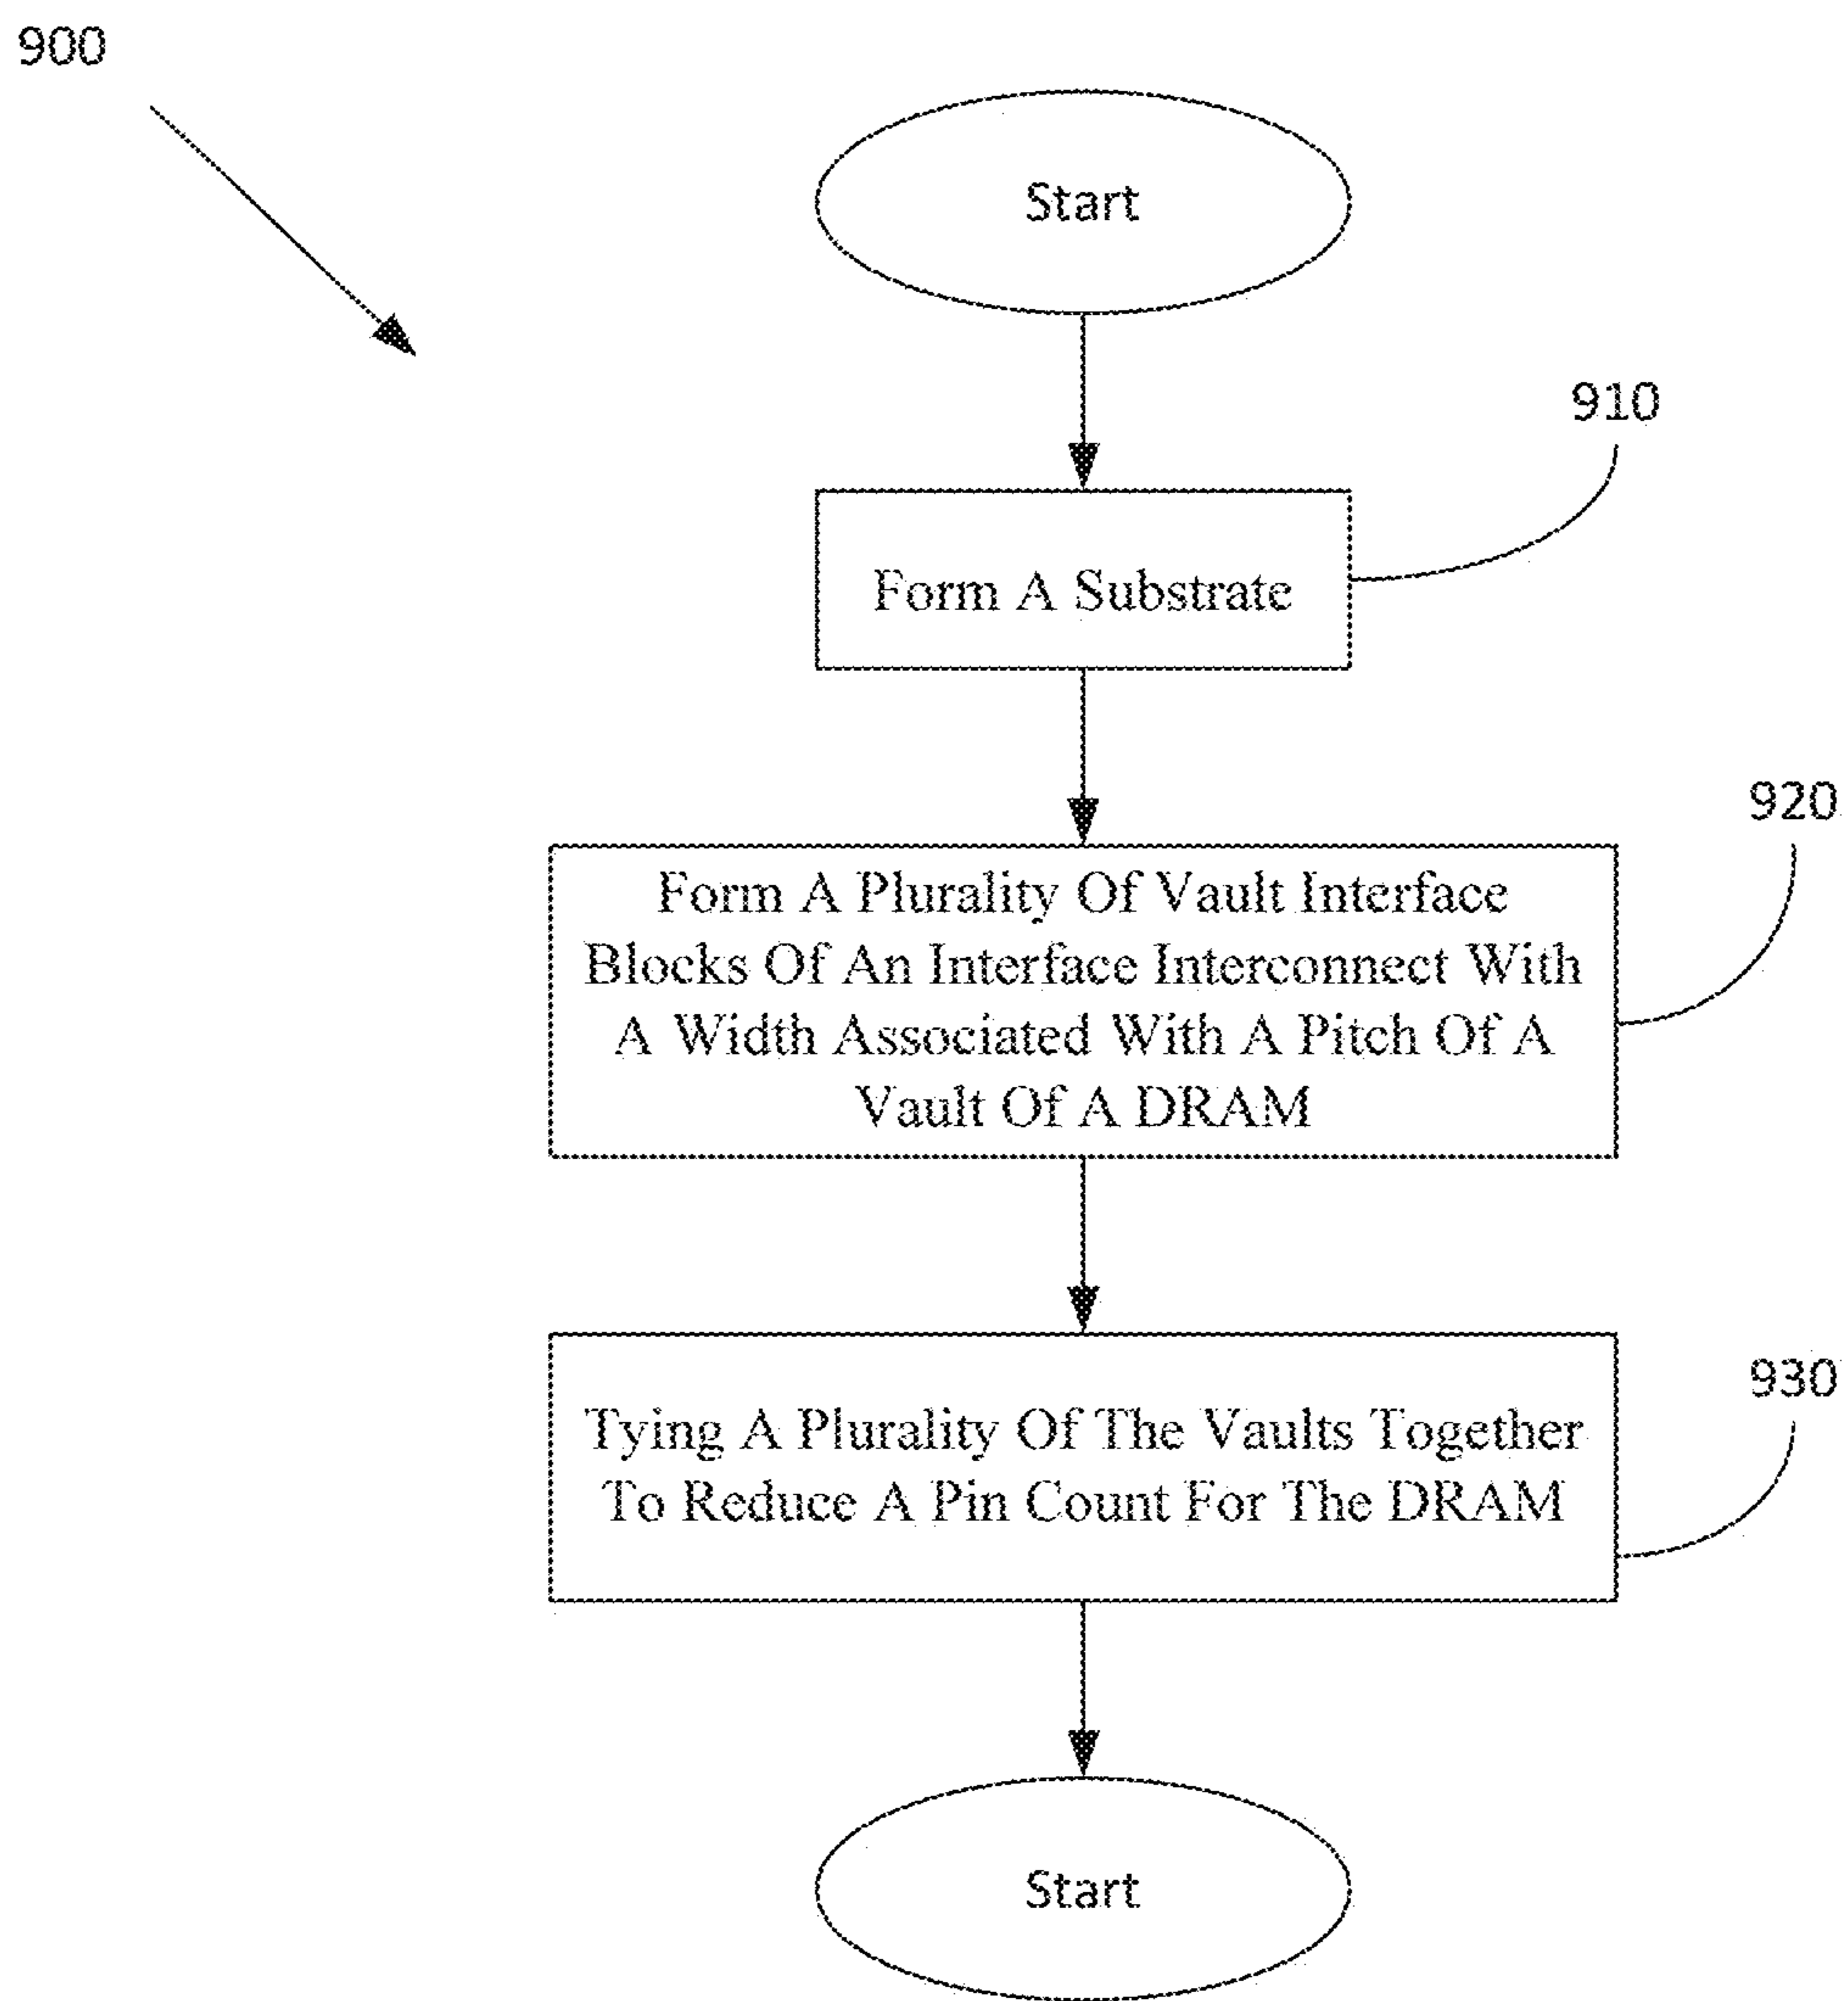 900
Start
910
Form A Substrate
920
Form A Plurality Of Vault Interface
Blocks Of An Interface Interconnect With
A Width Associated With A Pitch Of A
Vault Of A DRAM
930
Tying A Plurality Of The Vaults Together
To Reduce A Pin Count For The DRAM
Start